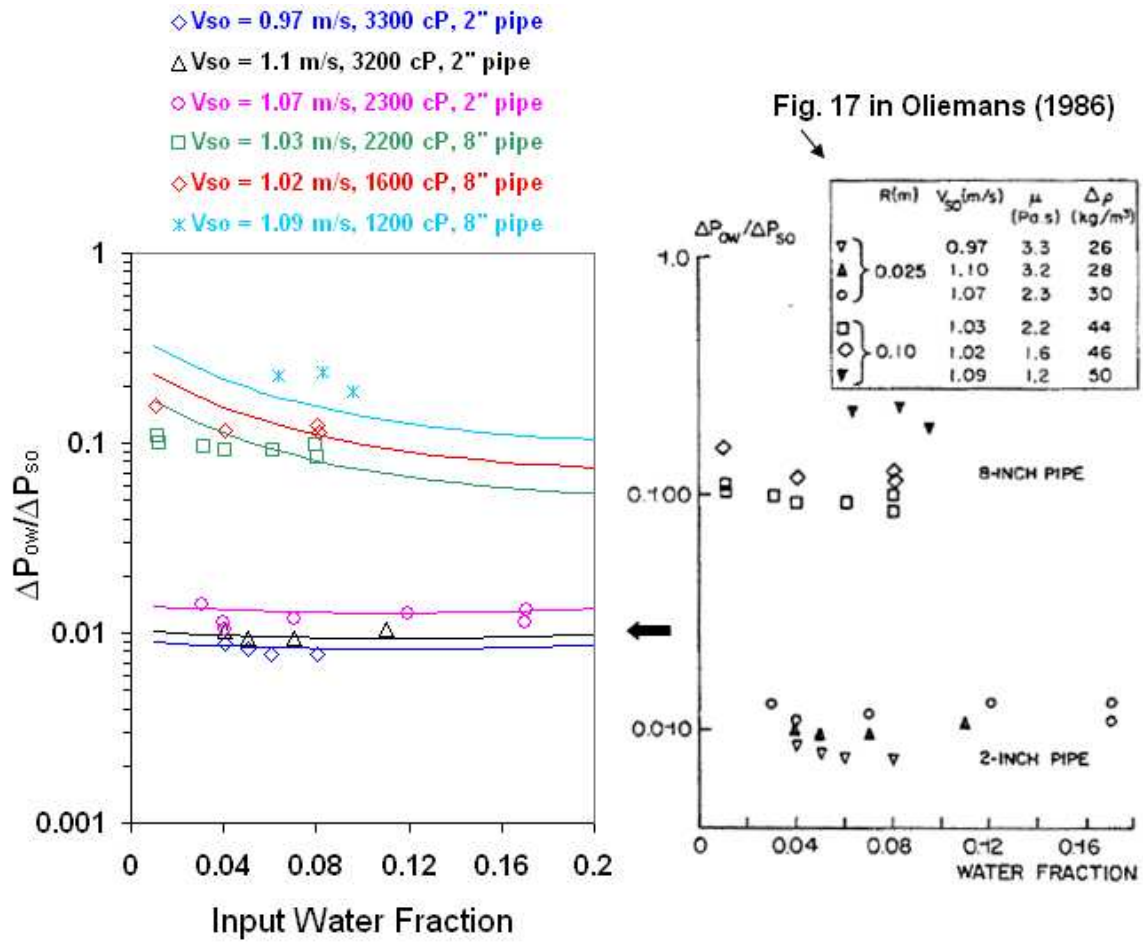 Vso = 0.97 m/s, 3300 cP, 2" pipe
Vso = 1.1 m/s, 3200 cP, 2" pipe
Vso = 1.07 m/s, 2300 cP, 2" pipe
Vso = 1.03 m/s, 2200 cP, 8" pipe
Vso = 1.02 m/s, 1600 cP, 8" pipe
Vso = 1.09 m/s, 1200 cP, 8" pipe
1
0.1
0.01
0.001
0 0.04 0.08 0.12 0.16 0.2
ΔPow/ΔPso
Input Water Fraction
Fig. 17 in Oliemans (1986)
R(m) VSO(m/s) μ (Pa.s) Δρ (kg/m³)
0.025 0.97 3.3 26
1.10 3.2 28
1.07 2.3 30
0.10 1.03 2.2 44
1.02 1.6 46
1.09 1.2 50
ΔPOW/ΔPSO
1.0
0.100
0.010
8-INCH PIPE
2-INCH PIPE
0 0.04 0.08 0.12 0.16
WATER FRACTION